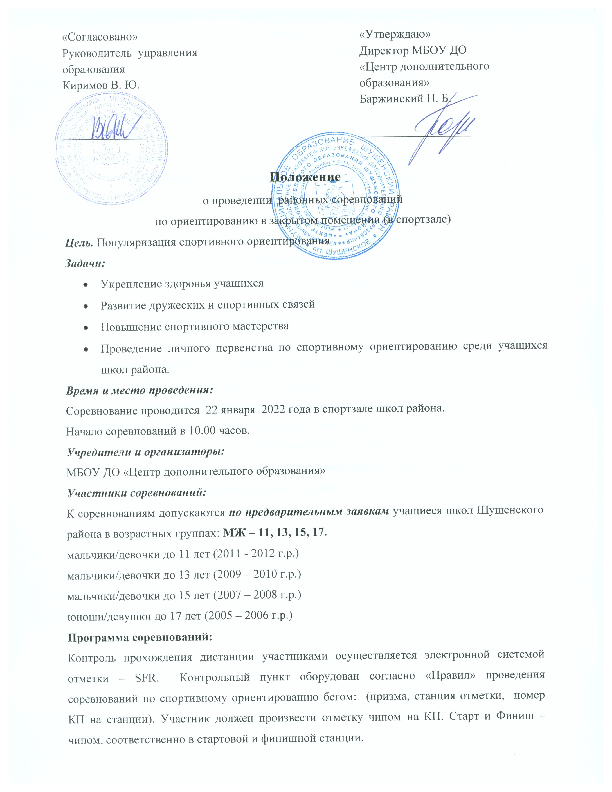 «Согласовано»
Руководитель управления
образования
Киримов В. Ю.
«Утверждаю»
Директор МБОУ ДО
«Центр дополнительного
образования»
Баржинский П. Б.
Положение
о проведении районных соревнований
по ориентированию в закрытом помещении (в спортзале)
Цель. Популяризация спортивного ориентирования
Задачи:
• Укрепление здоровья учащихся
• Развитие дружеских и спортивных связей
• Повышение спортивного мастерства
• Проведение личного первенства по спортивному ориентированию среди учащихся
школ района.
Время и место проведения:
Соревнование проводится 22 января 2022 года в спортзале школ района.
Начало соревнований в 10.00 часов.
Учредители и организаторы:
МБОУ ДО «Центр дополнительного образования»
Участники соревнований:
К соревнованиям допускаются по предварительным заявкам учащиеся школ Шушенского
района в возрастных группах: МЖ – 11, 13, 15, 17.
мальчики/девочки до 11 лет (2011 - 2012 г.р.)
мальчики/девочки до 13 лет (2009 – 2010 г.р.)
мальчики/девочки до 15 лет (2007 – 2008 г.р.)
юноши/девушки до 17 лет (2005 – 2006 г.р.)
Программа соревнований:
Контроль прохождения дистанции участниками осуществляется электронной системой
отметки – SFR. Контрольный пункт оборудован согласно «Правил» проведения
соревнований по спортивному ориентированию бегом: (призма, станция отметки, номер
КП на станции). Участник должен произвести отметку чипом на КП. Старт и Финиш –
чипом, соответственно в стартовой и финишной станции.